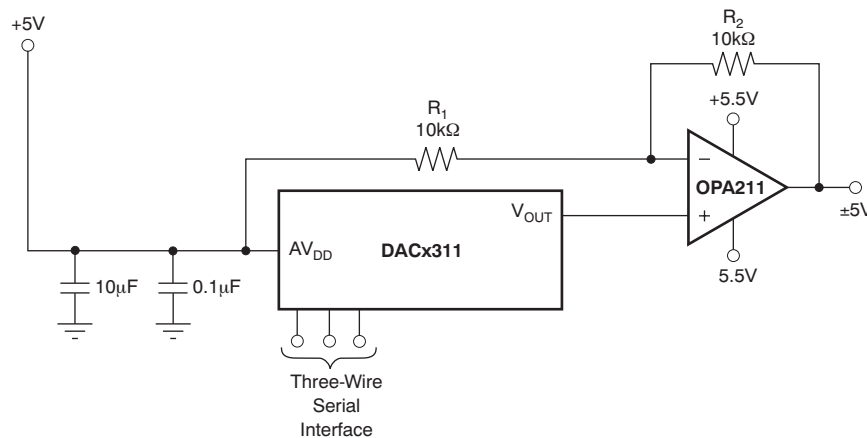 +5V
R2
10kΩ
R1
10kΩ
+5.5V
–
OPA211
+
±5V
5.5V
VOUT
AVDD
DACx311
10μF
0.1μF
Three-Wire
Serial
Interface